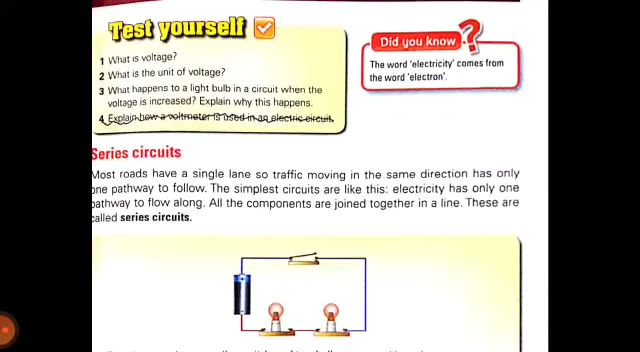 Test yourself
1 What is voltage?
2 What is the unit of voltage?
3 What happens to a light bulb in a circuit when the
voltage is increased? Explain why this happens.
4 Explain how a voltmeter is used in an electric circuit.
Did you know ?
The word 'electricity' comes from
the word 'electron'.
Series circuits
Most roads have a single lane so traffic moving in the same direction has only
one pathway to follow. The simplest circuits are like this: electricity has only one
pathway to flow along. All the components are joined together in a line. These are
called series circuits.